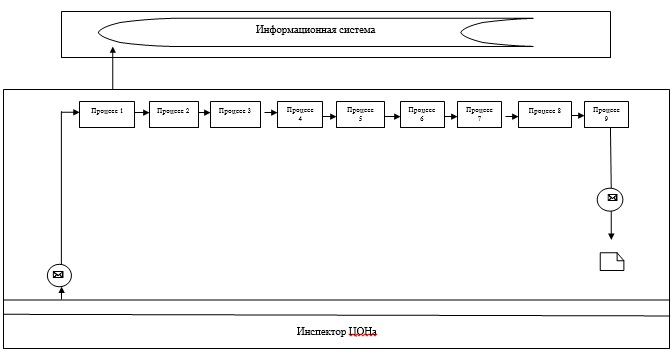 Информационная система
Процесс 1
Процесс 2
Процесс 3
Процесс
4
Процесс
5
Процесс
6
Процесс
7
Процесс 8
Процесс
9
Инспектор ЦОНа